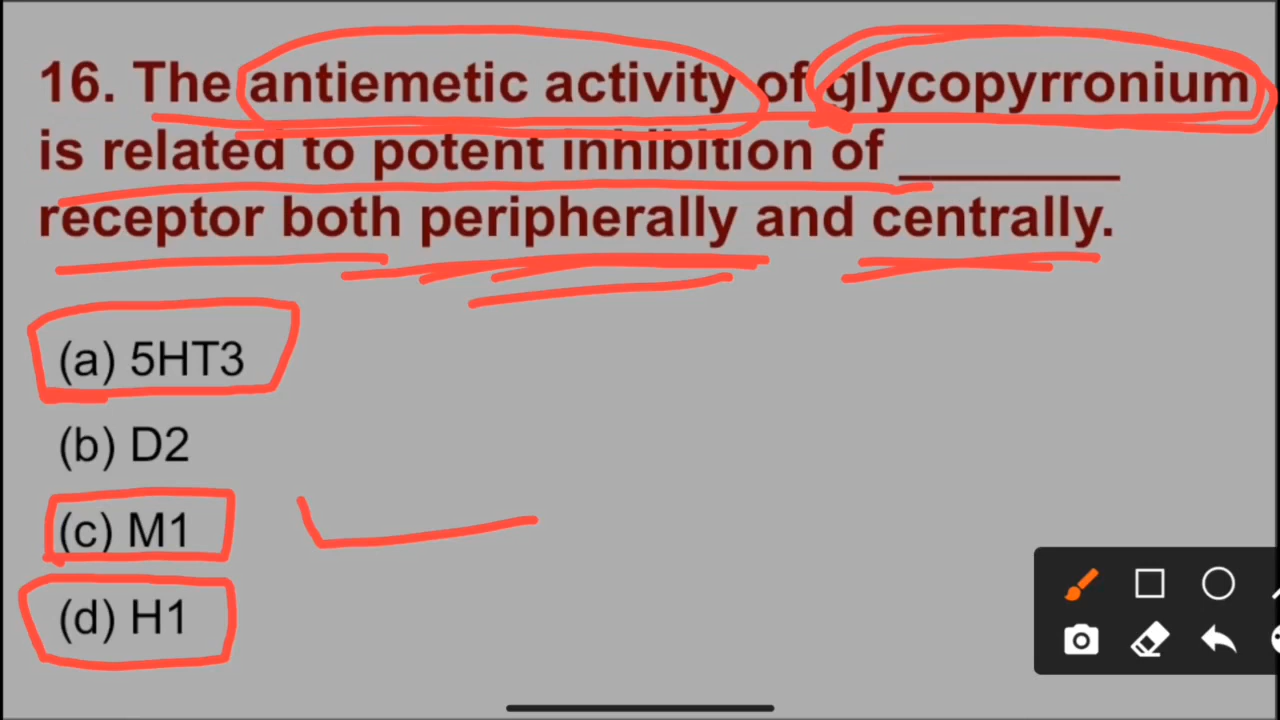 16. The antiemetic activity of glycopyrronium
is related to potent inhibition of ________
receptor both peripherally and centrally.
(a) 5HT3
(b) D2
(c) M1
(d) H1